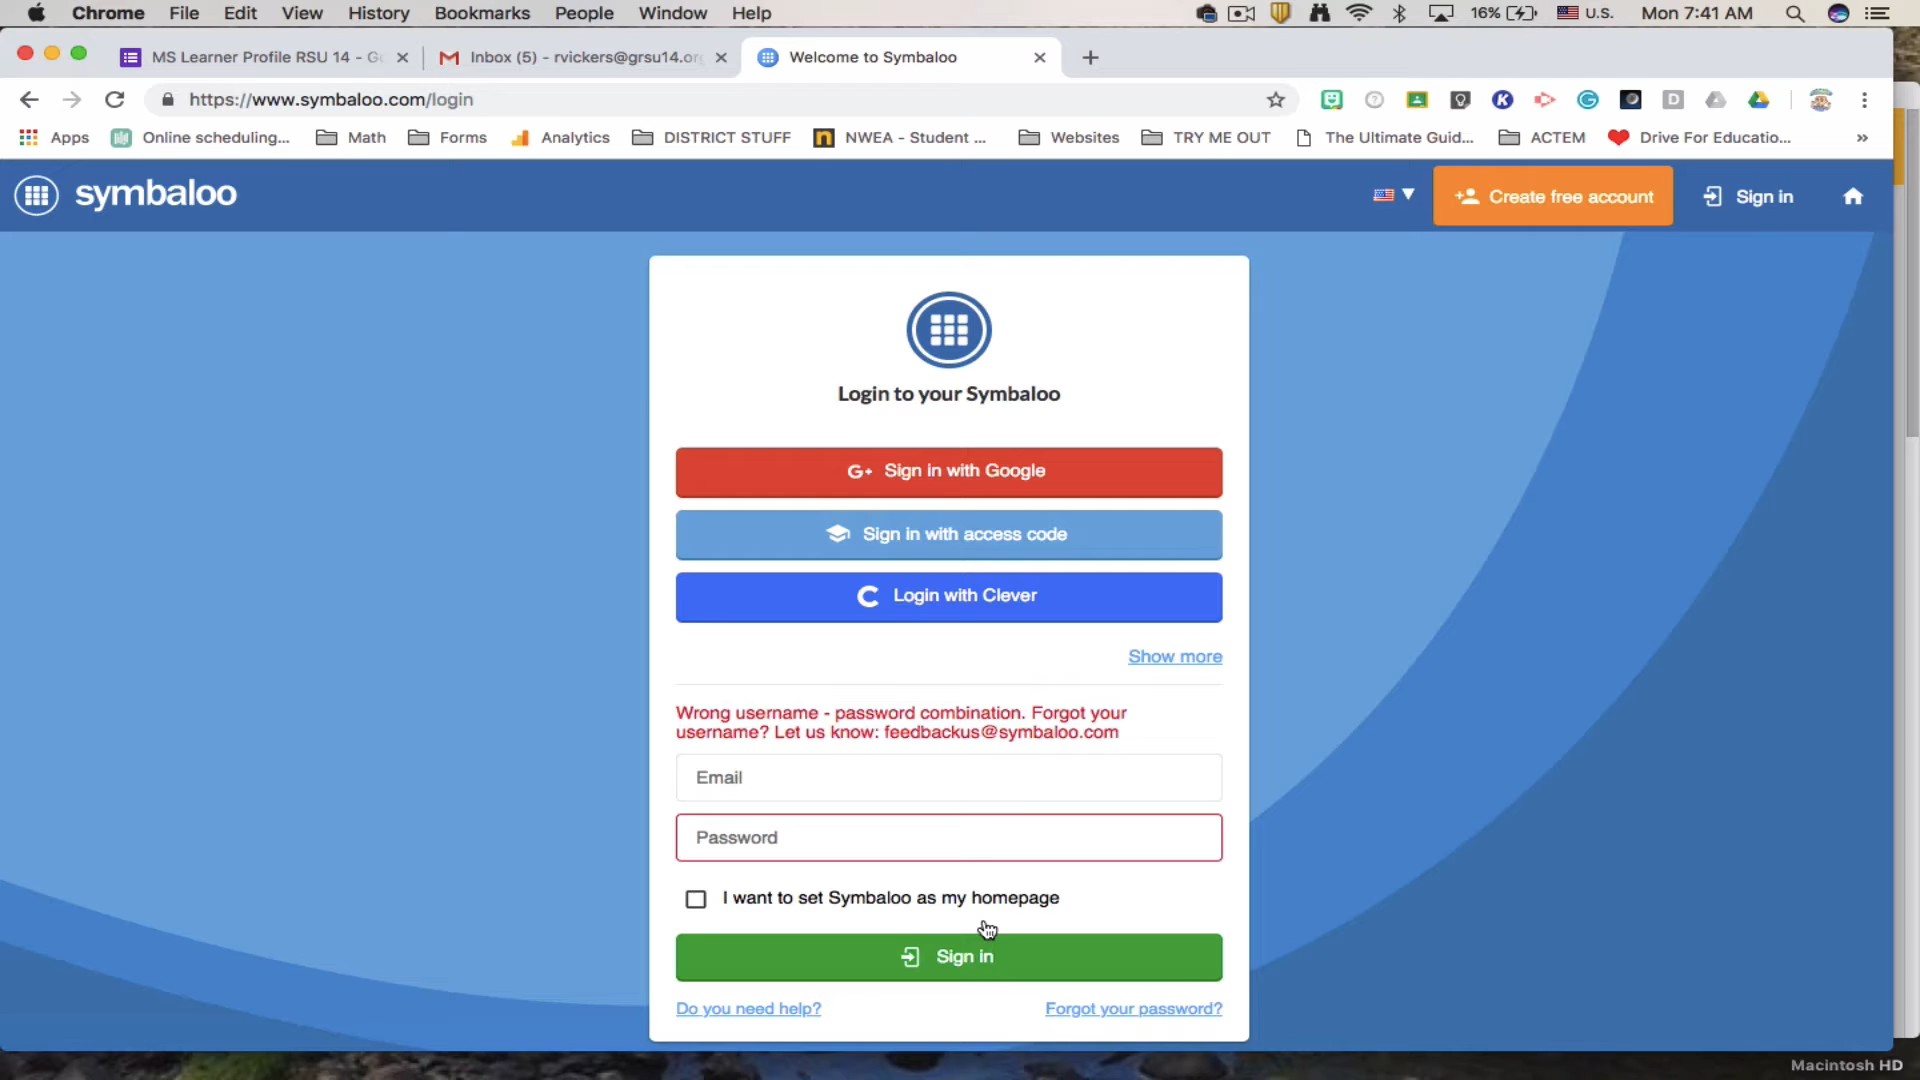 Chrome File Edit View History Bookmarks People Window Help 16% U.S. Mon 7:41 AM
MS Learner Profile RSU 14 - Go Inbox (5) - rvickers@grsu14.org Welcome to Symbaloo
https://www.symbaloo.com/login
Apps Online scheduling... Math Forms Analytics DISTRICT STUFF NWEA - Student ... Websites TRY ME OUT The Ultimate Guid... ACTEM Drive For Educatio... »
symbaloo Create free account Sign in
Login to your Symbaloo
G+ Sign in with Google
Sign in with access code
C Login with Clever
Show more
Wrong username - password combination. Forgot your
username? Let us know: feedbackus@symbaloo.com
Email
Password
I want to set Symbaloo as my homepage
Sign in
Do you need help? Forgot your password?
Macintosh HD